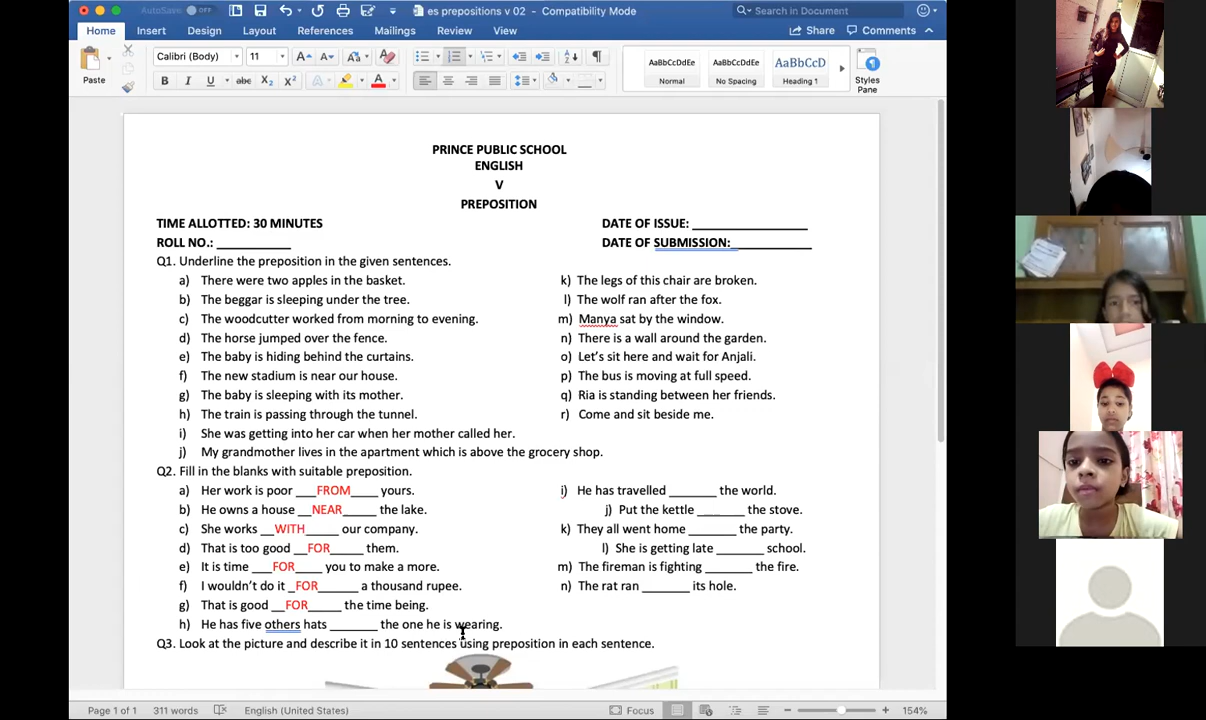 AutoSave OFF es prepositions v 02 - Compatibility Mode Search in Document
Home Insert Draw Design Layout References Mailings Review View Share Comments
Paste Calibri (Body) 11 AaBbCcDdEe AaBbCcDdEe AaBbCcD
Normal No Spacing Heading 1 Styles Pane
PRINCE PUBLIC SCHOOL
ENGLISH
V
PREPOSITION
TIME ALLOTTED: 30 MINUTES DATE OF ISSUE: ___________________
ROLL NO.: ____________ DATE OF SUBMISSION:_____________
Q1. Underline the preposition in the given sentences.
a) There were two apples in the basket.
b) The beggar is sleeping under the tree.
c) The woodcutter worked from morning to evening.
d) The horse jumped over the fence.
e) The baby is hiding behind the curtains.
f) The new stadium is near our house.
g) The baby is sleeping with its mother.
h) The train is passing through the tunnel.
i) She was getting into her car when her mother called her.
j) My grandmother lives in the apartment which is above the grocery shop.
k) The legs of this chair are broken.
l) The wolf ran after the fox.
m) Manya sat by the window.
n) There is a wall around the garden.
o) Let's sit here and wait for Anjali.
p) The bus is moving at full speed.
q) Ria is standing between her friends.
r) Come and sit beside me.
Q2. Fill in the blanks with suitable preposition.
a) Her work is poor ___FROM____ yours.
b) He owns a house __NEAR_____ the lake.
c) She works __WITH_____ our company.
d) That is too good __FOR_____ them.
e) It is time ___FOR____ you to make a more.
f) I wouldn't do it _FOR______ a thousand rupee.
g) That is good __FOR_____ the time being.
h) He has five others hats ________ the one he is wearing.
i) He has travelled ________ the world.
j) Put the kettle ________ the stove.
k) They all went home ________ the party.
l) She is getting late ________ school.
m) The fireman is fighting ________ the fire.
n) The rat ran ________ its hole.
Q3. Look at the picture and describe it in 10 sentences using preposition in each sentence.
Page 1 of 1 311 words English (United States) Focus 154%